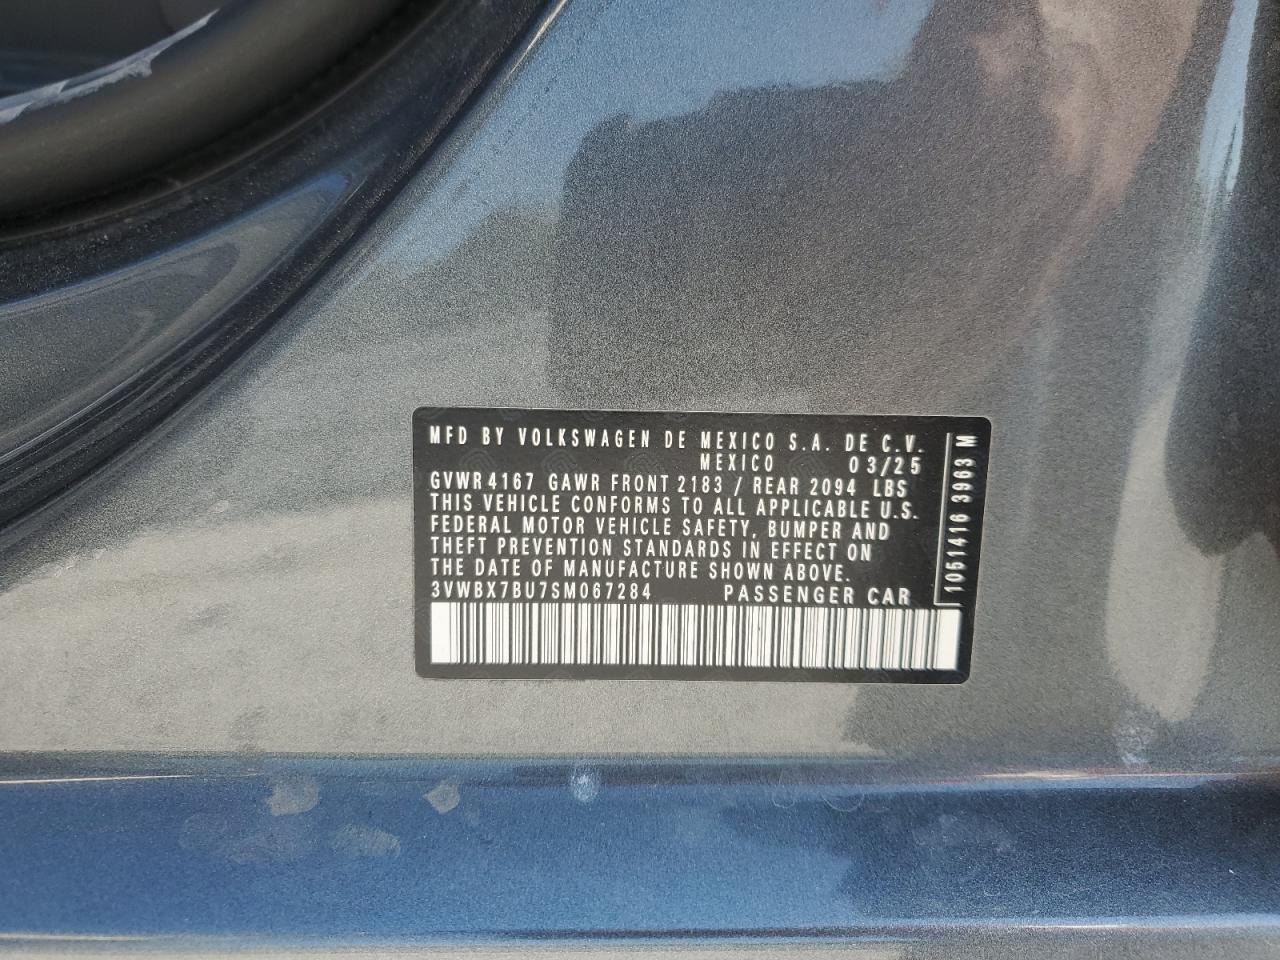 MFD BY VOLKSWAGEN DE MEXICO S.A. DE C.V.
MEXICO 03/25
GVWR 4167 GAWR FRONT 2183 / REAR 2094 LBS
THIS VEHICLE CONFORMS TO ALL APPLICABLE U.S.
FEDERAL MOTOR VEHICLE SAFETY, BUMPER AND
THEFT PREVENTION STANDARDS IN EFFECT ON
THE DATE OF MANUFACTURE SHOWN ABOVE.
3VWBX7BU7SM067284 PASSENGER CAR
1051416 3963 M